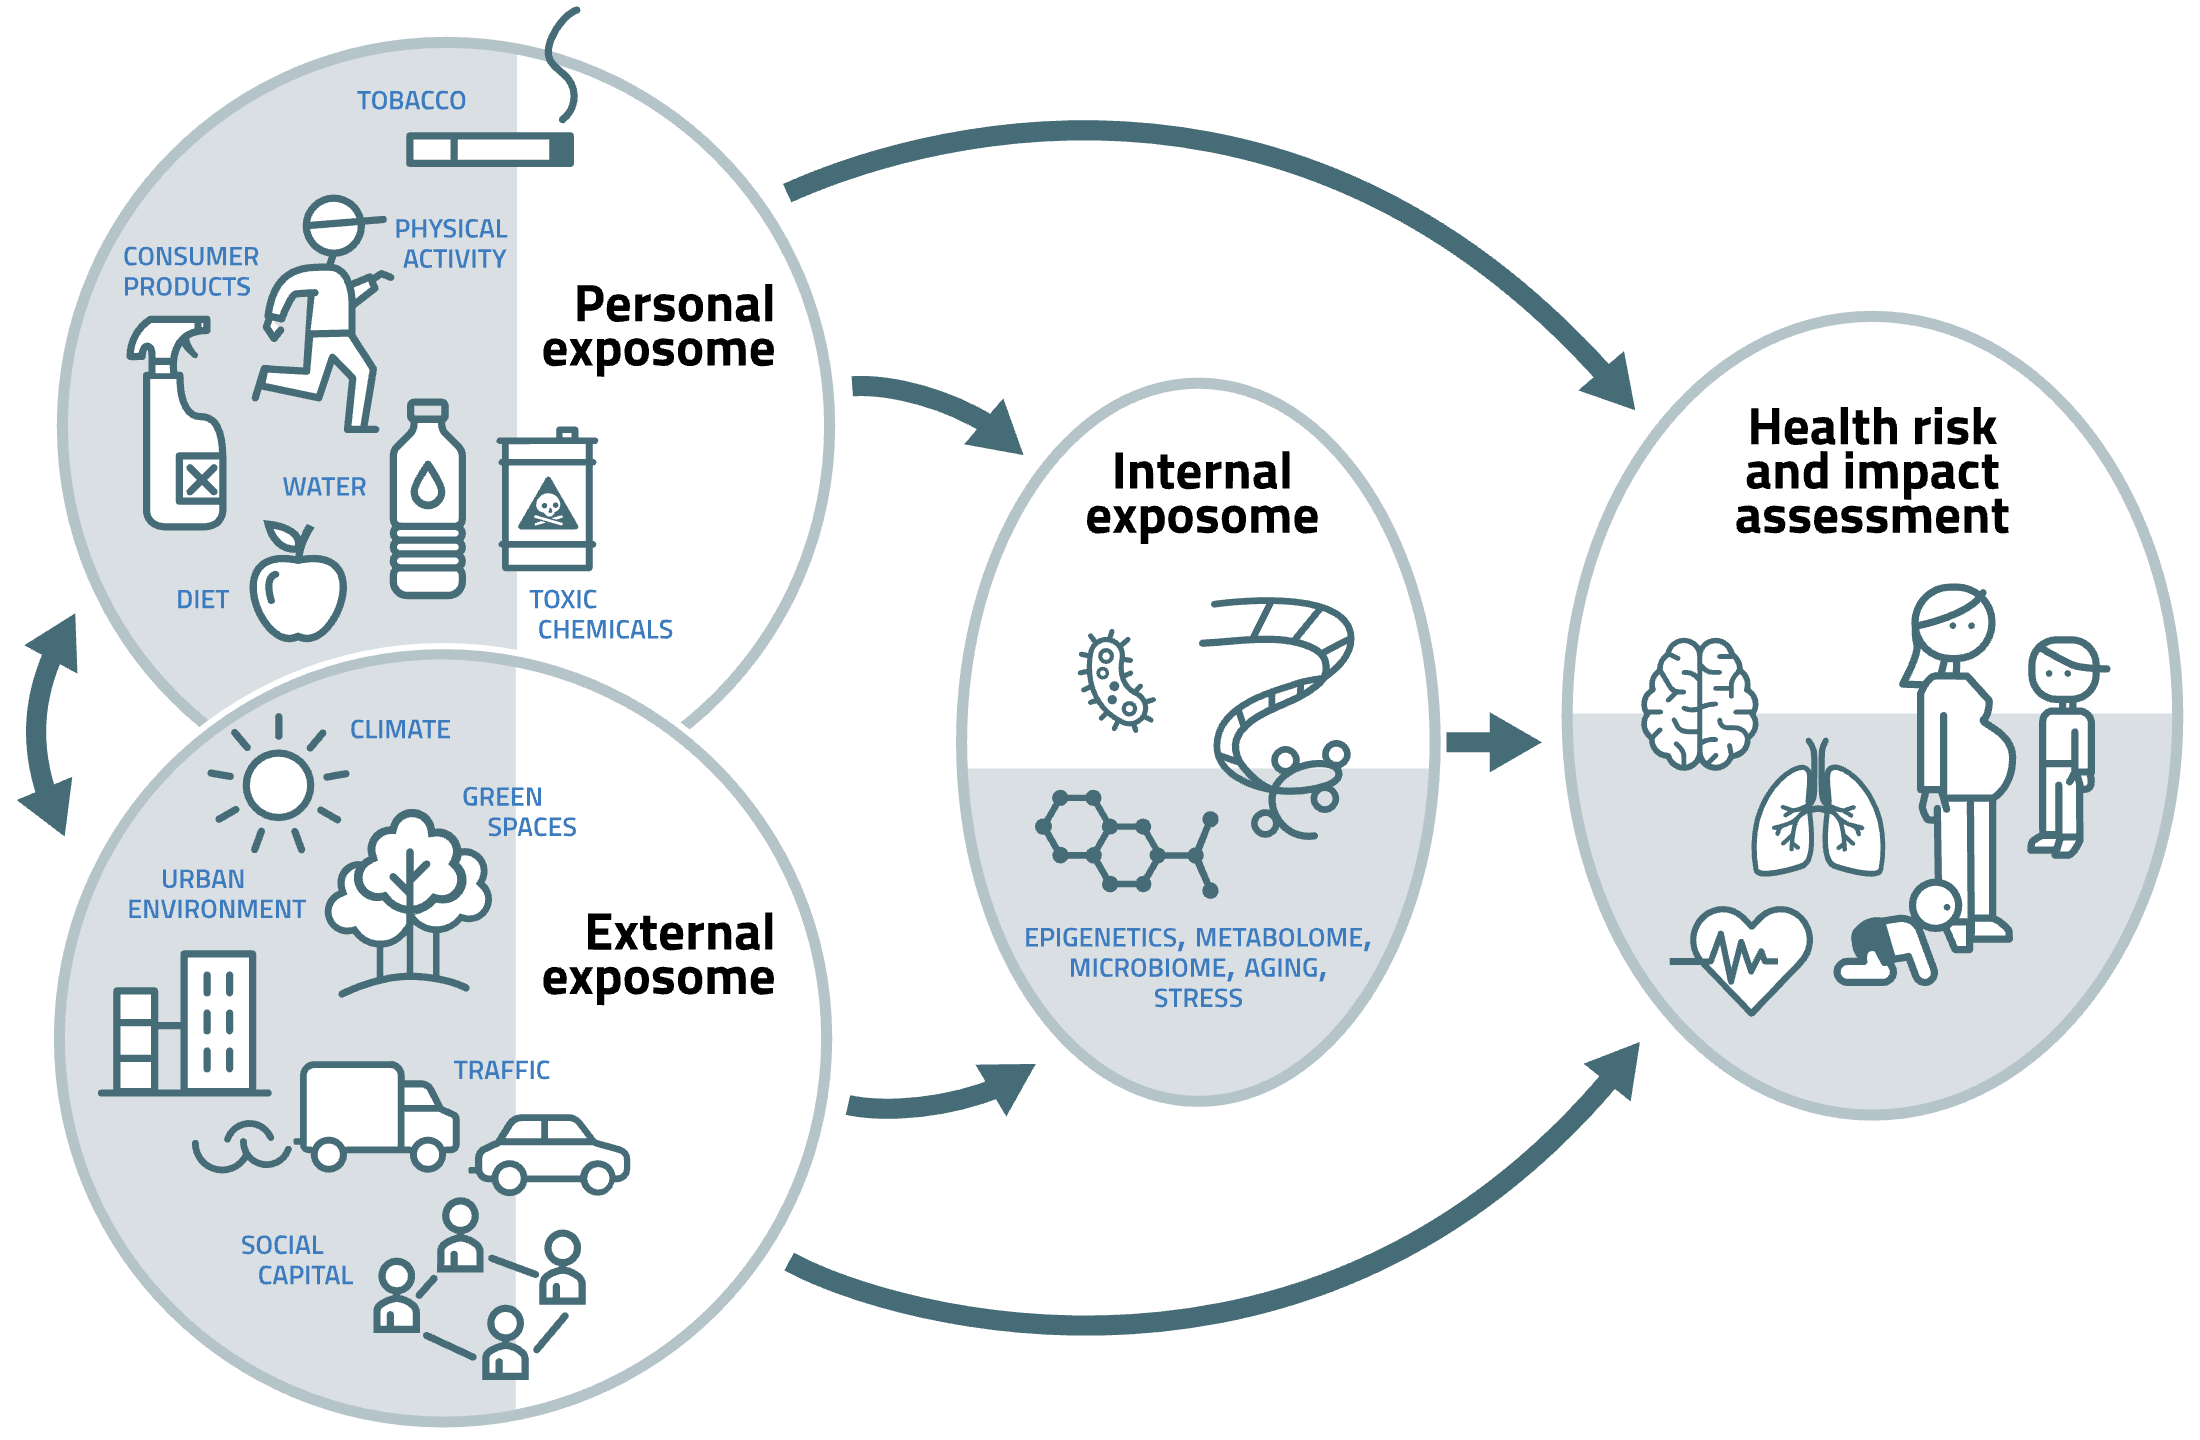 TOBACCO
PHYSICAL
ACTIVITY
CONSUMER
PRODUCTS
Personal
exposome
WATER
DIET
TOXIC
CHEMICALS
CLIMATE
GREEN
SPACES
URBAN
ENVIRONMENT
External
exposome
TRAFFIC
SOCIAL
CAPITAL
Internal
exposome
EPIGENETICS, METABOLOME,
MICROBIOME, AGING,
STRESS
Health risk
and impact
assessment